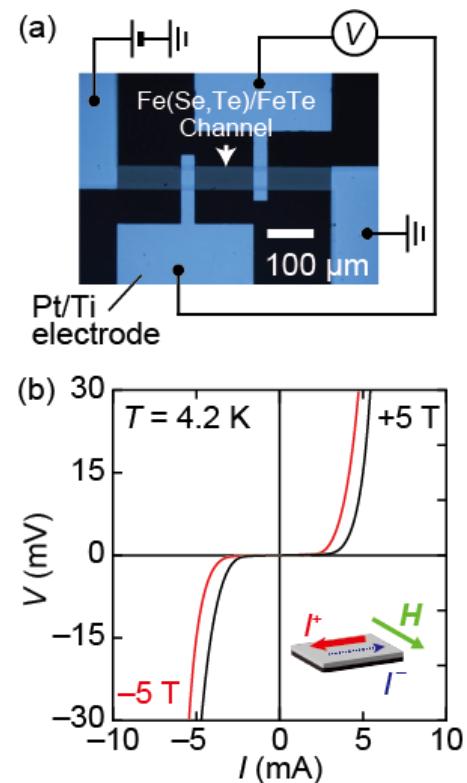 (a)
V
Fe(Se,Te)/FeTe
Channel
100 μm
Pt/Ti
electrode
(b)
30
15
0
–15
–30
V (mV)
T = 4.2 K
+5 T
–5 T
I⁺
H
I⁻
–10
–5
0
5
10
I (mA)